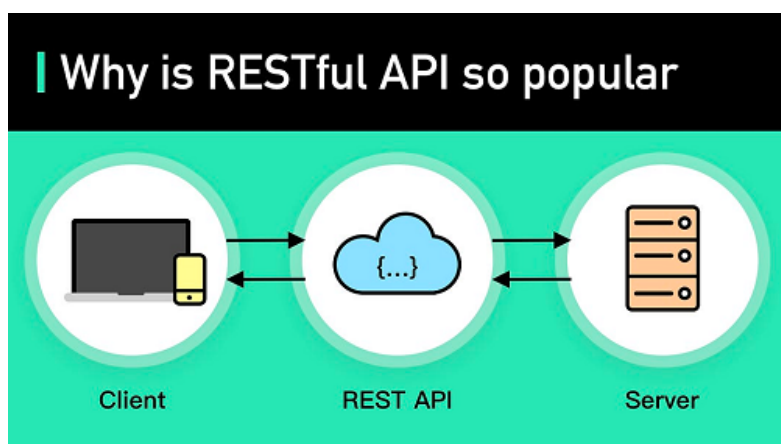 Why is RESTful API so popular
{...}
Client
REST API
Server